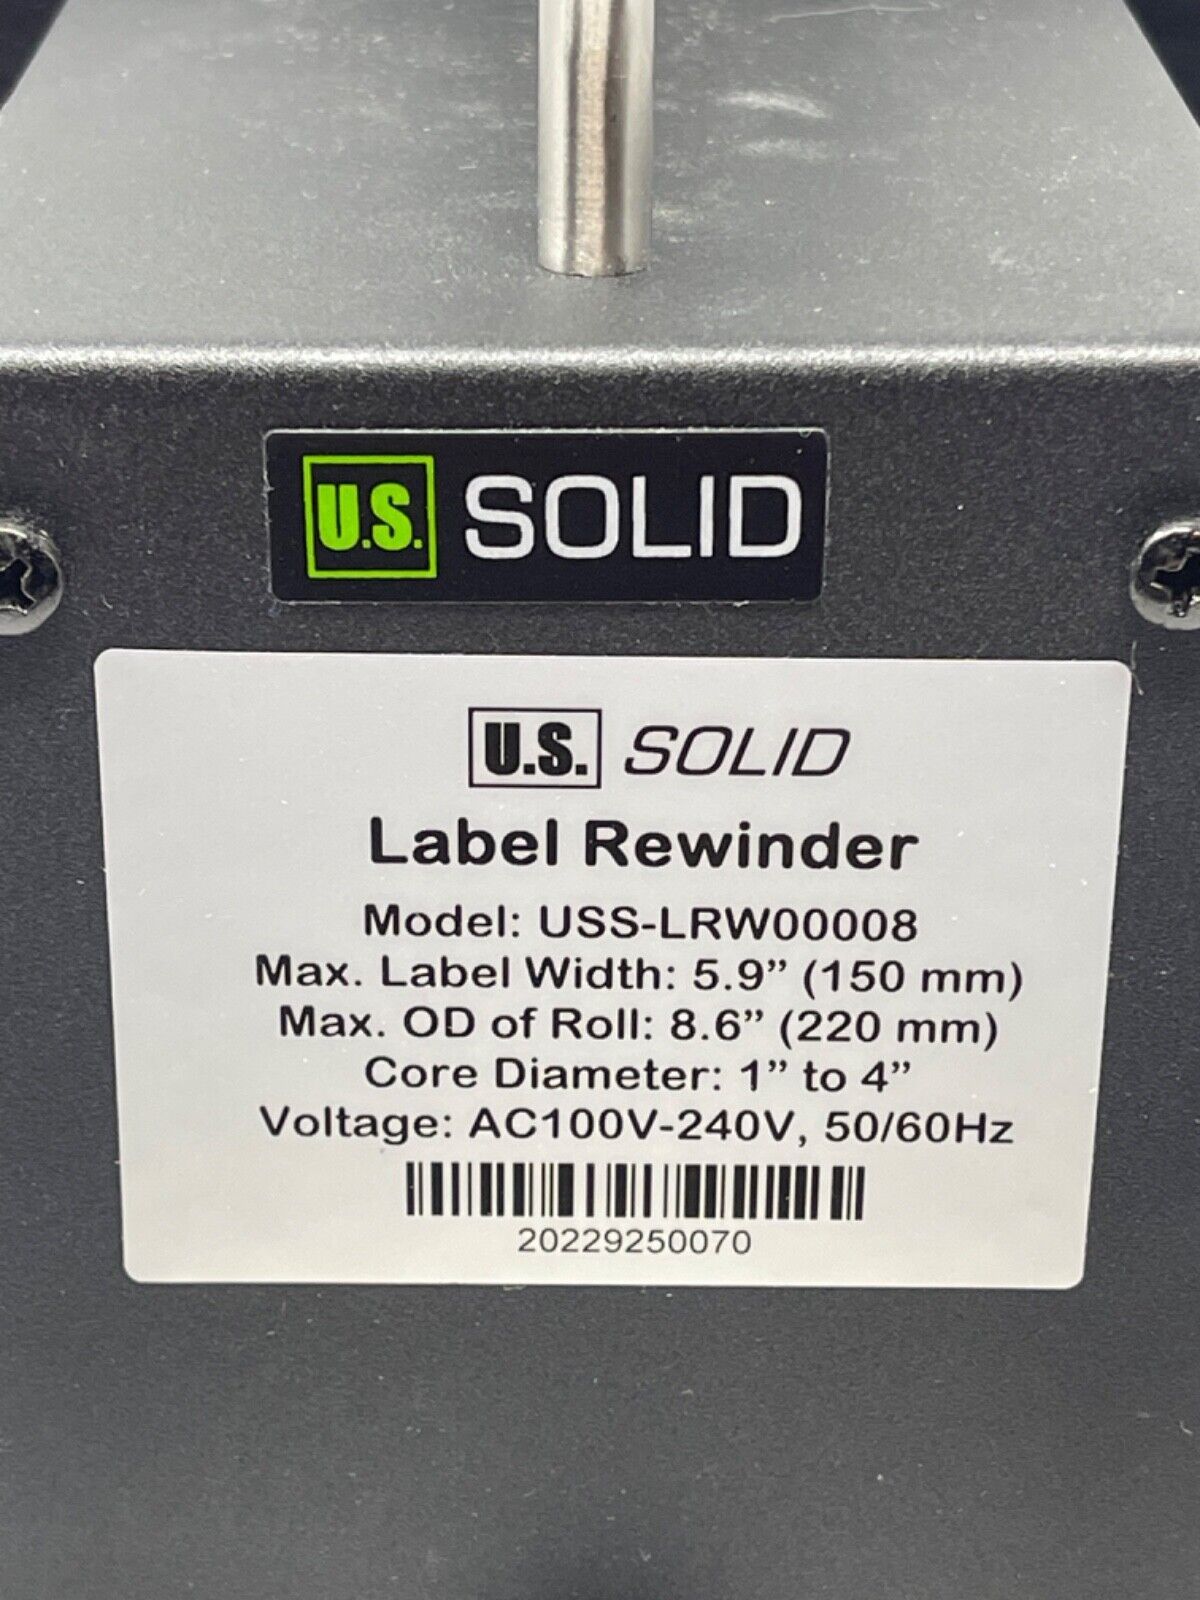 U.S. SOLID
U.S. SOLID
Label Rewinder
Model: USS-LRW00008
Max. Label Width: 5.9” (150 mm)
Max. OD of Roll: 8.6” (220 mm)
Core Diameter: 1” to 4”
Voltage: AC100V-240V, 50/60Hz
20229250070